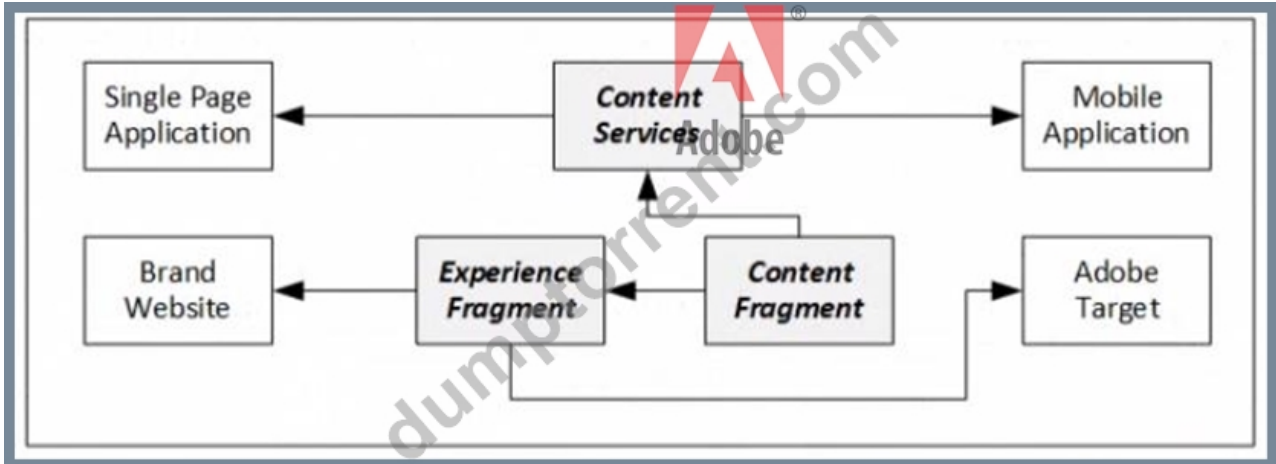 ®
Adobe
dumptorrent.com
Single Page
Application
Content
Services
Mobile
Application
Brand
Website
Experience
Fragment
Content
Fragment
Adobe
Target